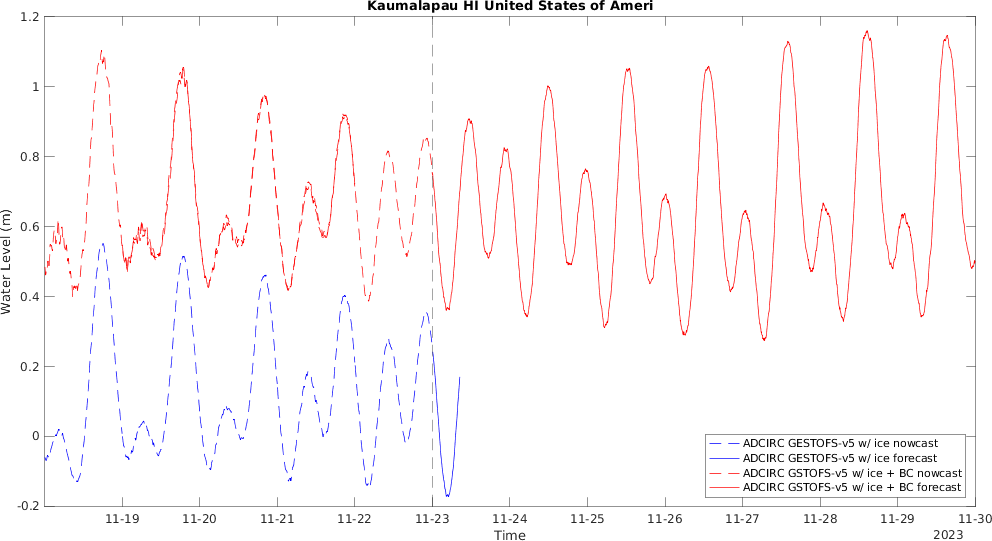 Kaumalapau HI United States of Ameri
1.2
1
0.8
0.6
0.4
0.2
0
-0.2
Water Level (m)
11-19 11-20 11-21 11-22 11-23 11-24 11-25 11-26 11-27 11-28 11-29 11-30
Time
2023
ADCIRC GESTOFS-v5 w/ ice nowcast
ADCIRC GESTOFS-v5 w/ ice forecast
ADCIRC GSTOFS-v5 w/ ice + BC nowcast
ADCIRC GSTOFS-v5 w/ ice + BC forecast